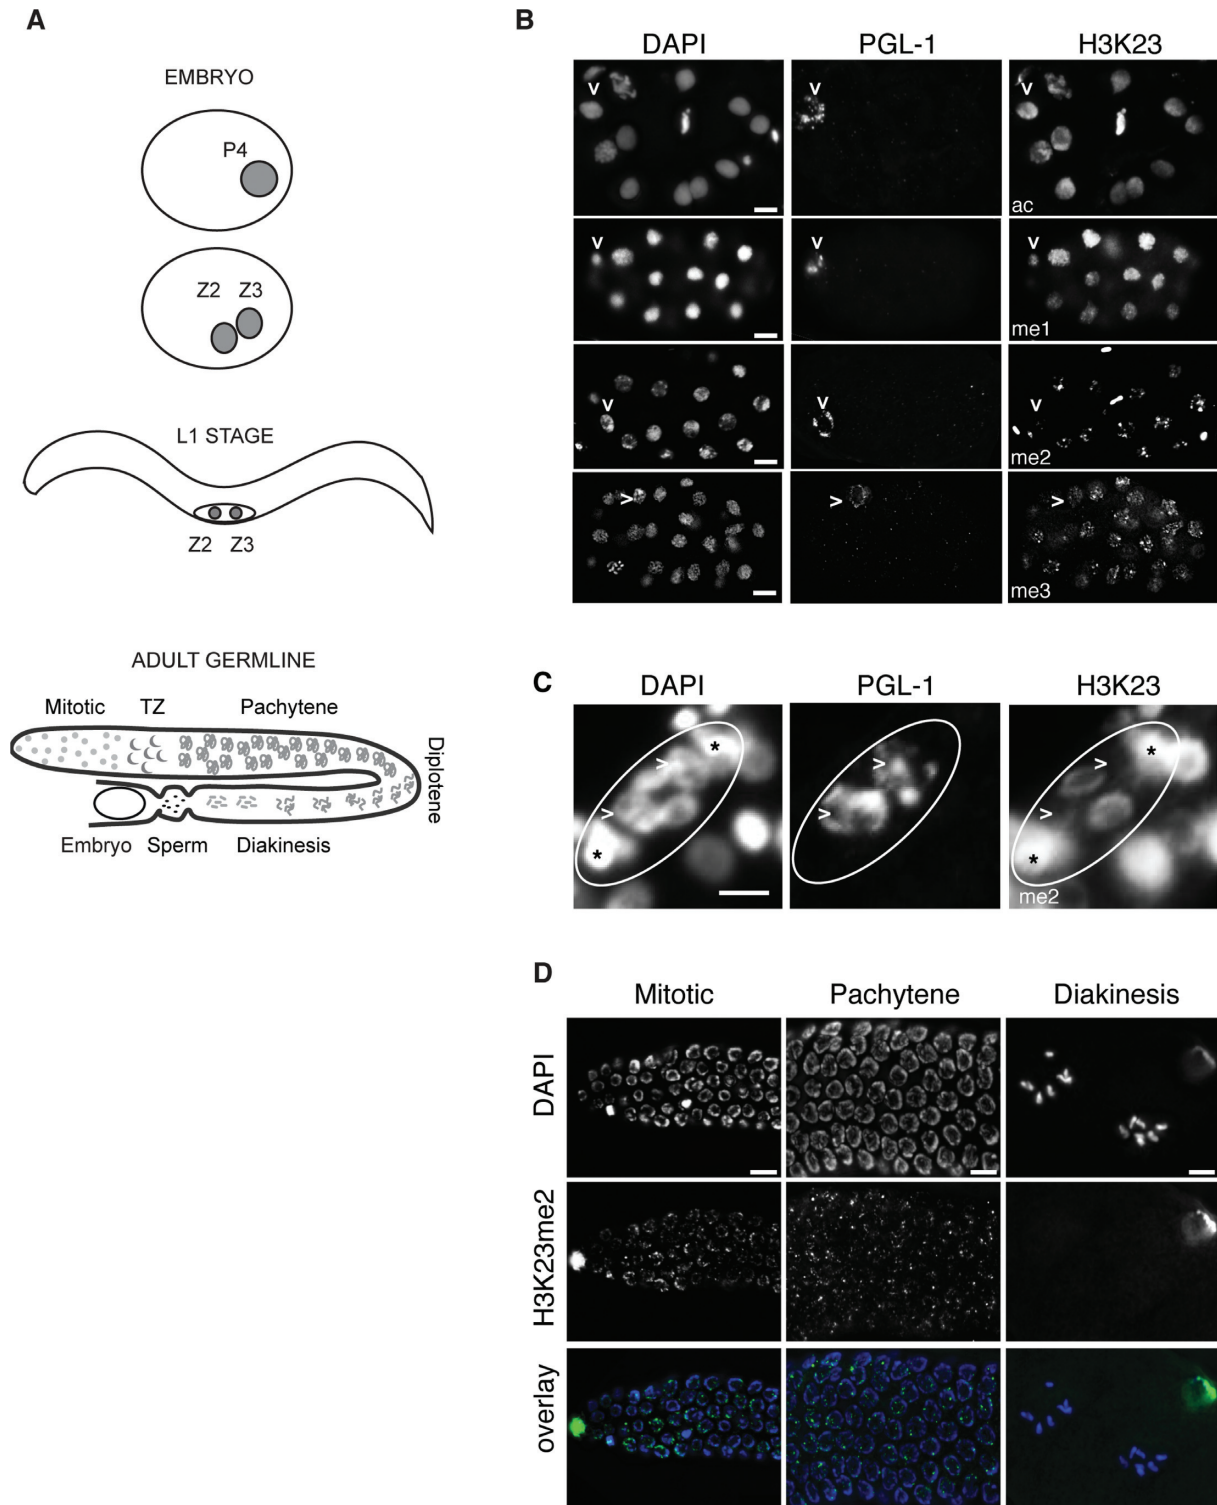 A
EMBRYO
P4
Z2 Z3
L1 STAGE
Z2 Z3
ADULT GERMLINE
Mitotic TZ Pachytene
Diplotene
Embryo Sperm Diakinesis
B
DAPI PGL-1 H3K23
v v v
ac
v v v
me1
v v v
me2
> > >
me3
C
DAPI PGL-1 H3K23
* > > > *
> > >
* *
me2
D
Mitotic Pachytene Diakinesis
DAPI
H3K23me2
overlay